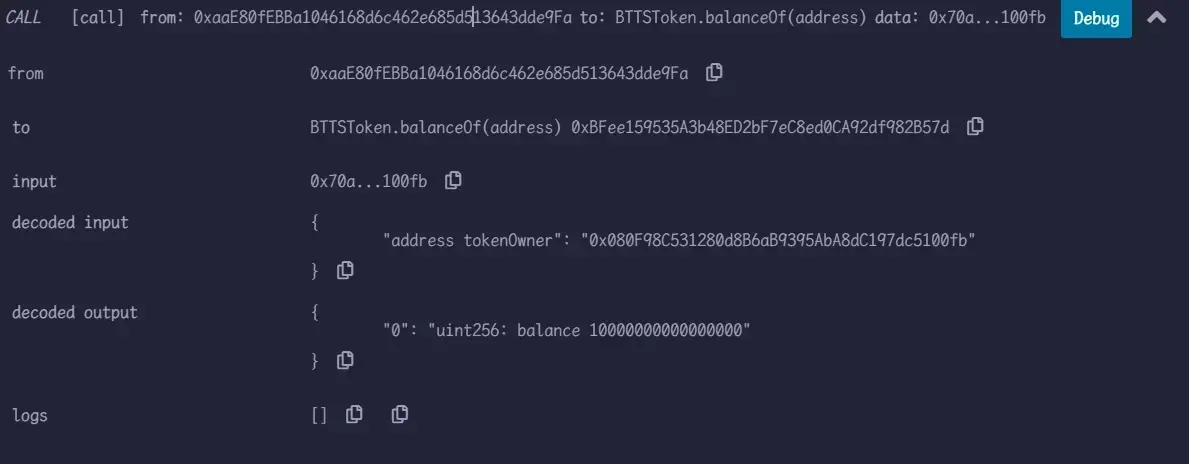 CALL [call] from: 0xaaE80fEBBa1046168d6c462e685d513643dde9Fa to: BTTSToken.balanceOf(address) data: 0x70a...100fb Debug
from 0xaaE80fEBBa1046168d6c462e685d513643dde9Fa
to BTTSToken.balanceOf(address) 0xBFee159535A3b48ED2bF7eC8ed0CA92df982B57d
input 0x70a...100fb
decoded input {
"address tokenOwner": "0x080F98C531280d8B6aB9395AbA8dC197dc5100fb"
}
decoded output {
"0": "uint256: balance 10000000000000000"
}
logs []